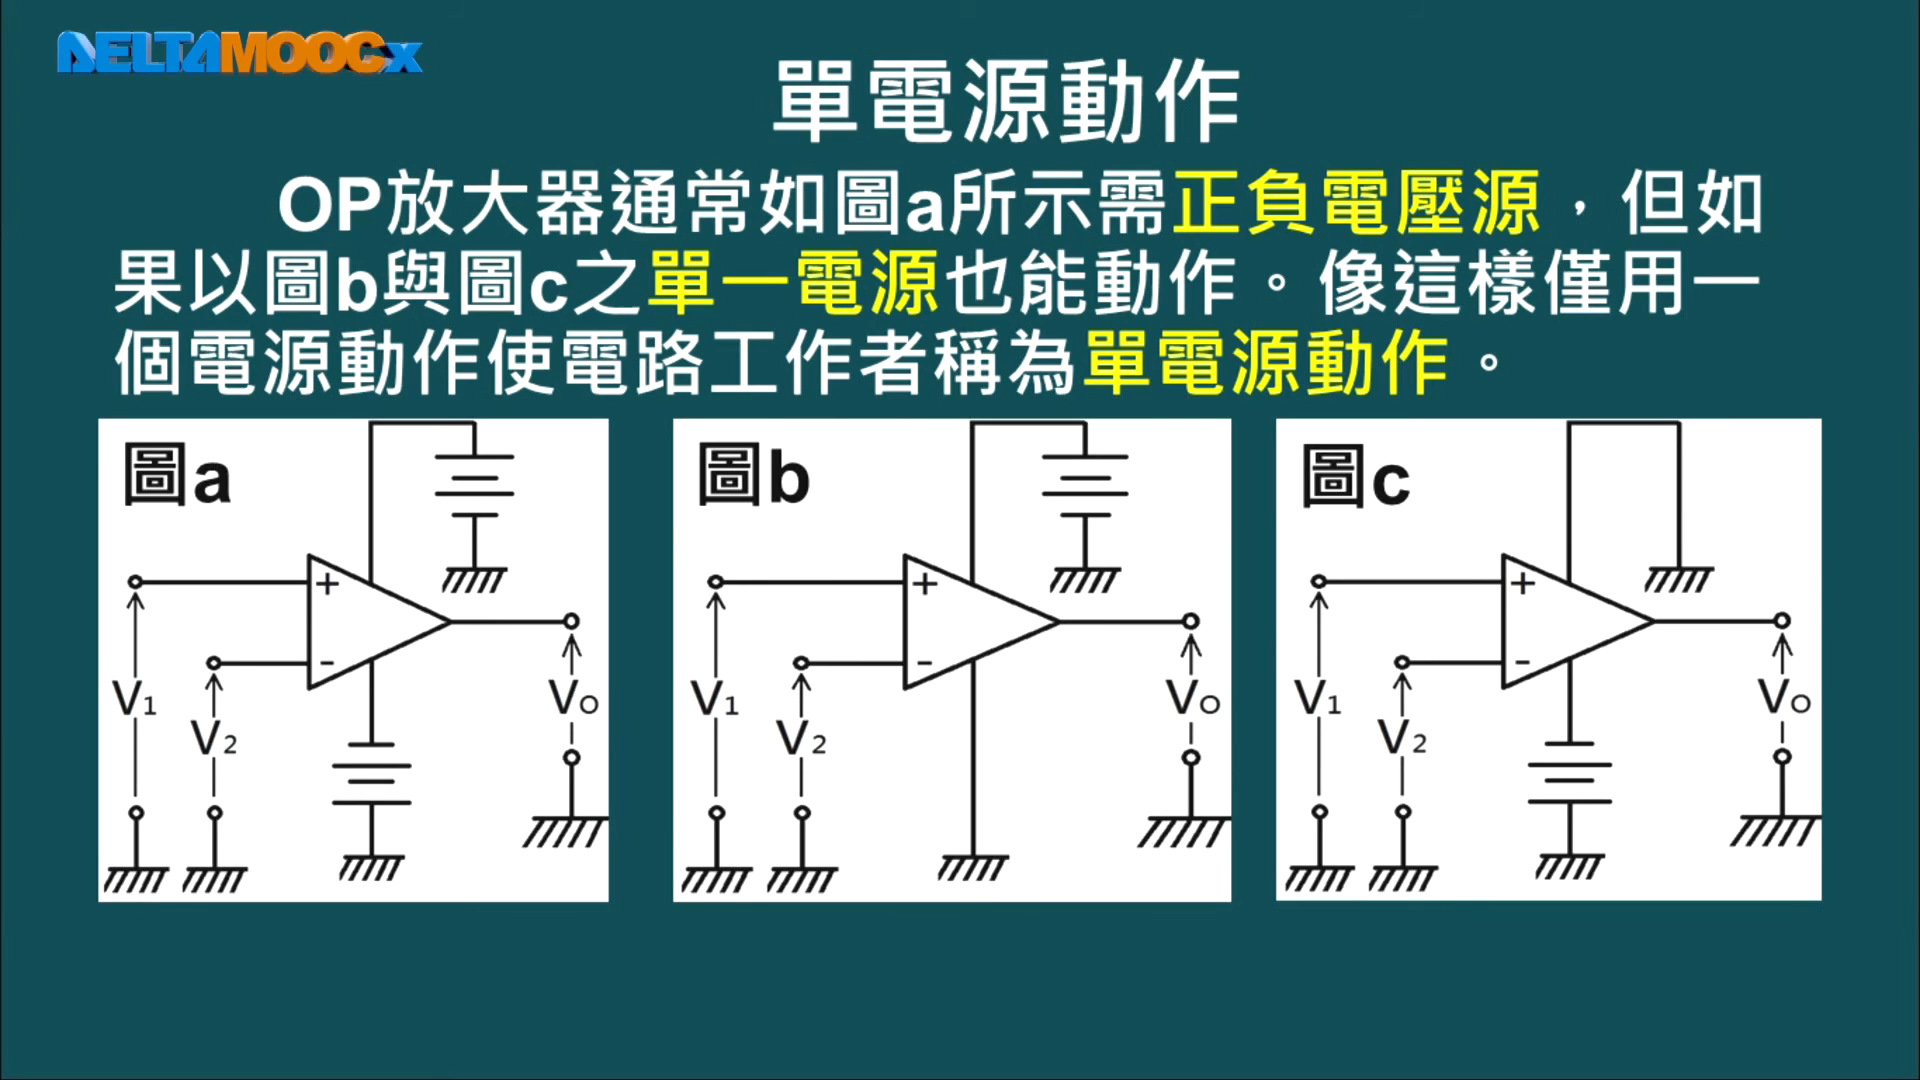 DELTAMOOCx
單電源動作
OP放大器通常如圖a所示需正負電壓源，但如
果以圖b與圖c之單一電源也能動作。像這樣僅用一
個電源動作使電路工作者稱為單電源動作。
圖a
+
-
V1
V2
VO
圖b
+
-
V1
V2
VO
圖c
+
-
V1
V2
VO